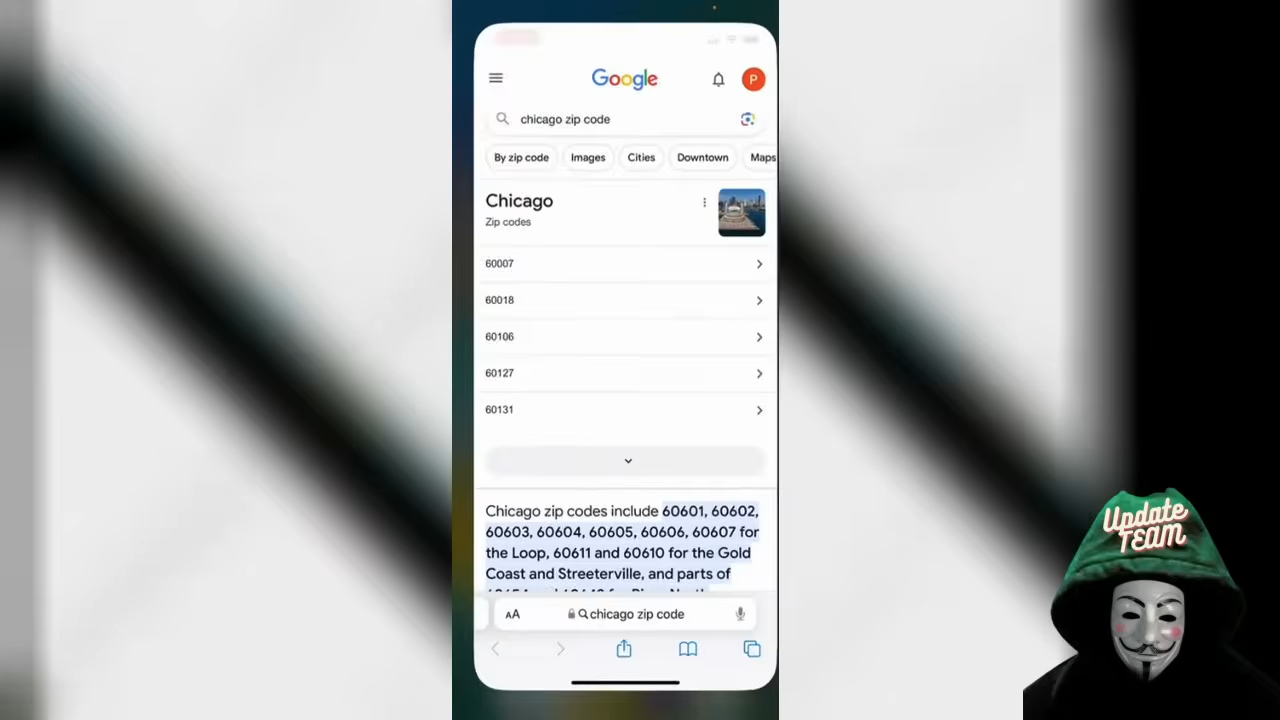 Google
P
chicago zip code
By zip code
Images
Cities
Downtown
Maps
Chicago
Zip codes
60007
60018
60106
60127
60131
Chicago zip codes include 60601, 60602,
60603, 60604, 60605, 60606, 60607 for
the Loop, 60611 and 60610 for the Gold
Coast and Streeterville, and parts of
AA
chicago zip code
Update
TEAM